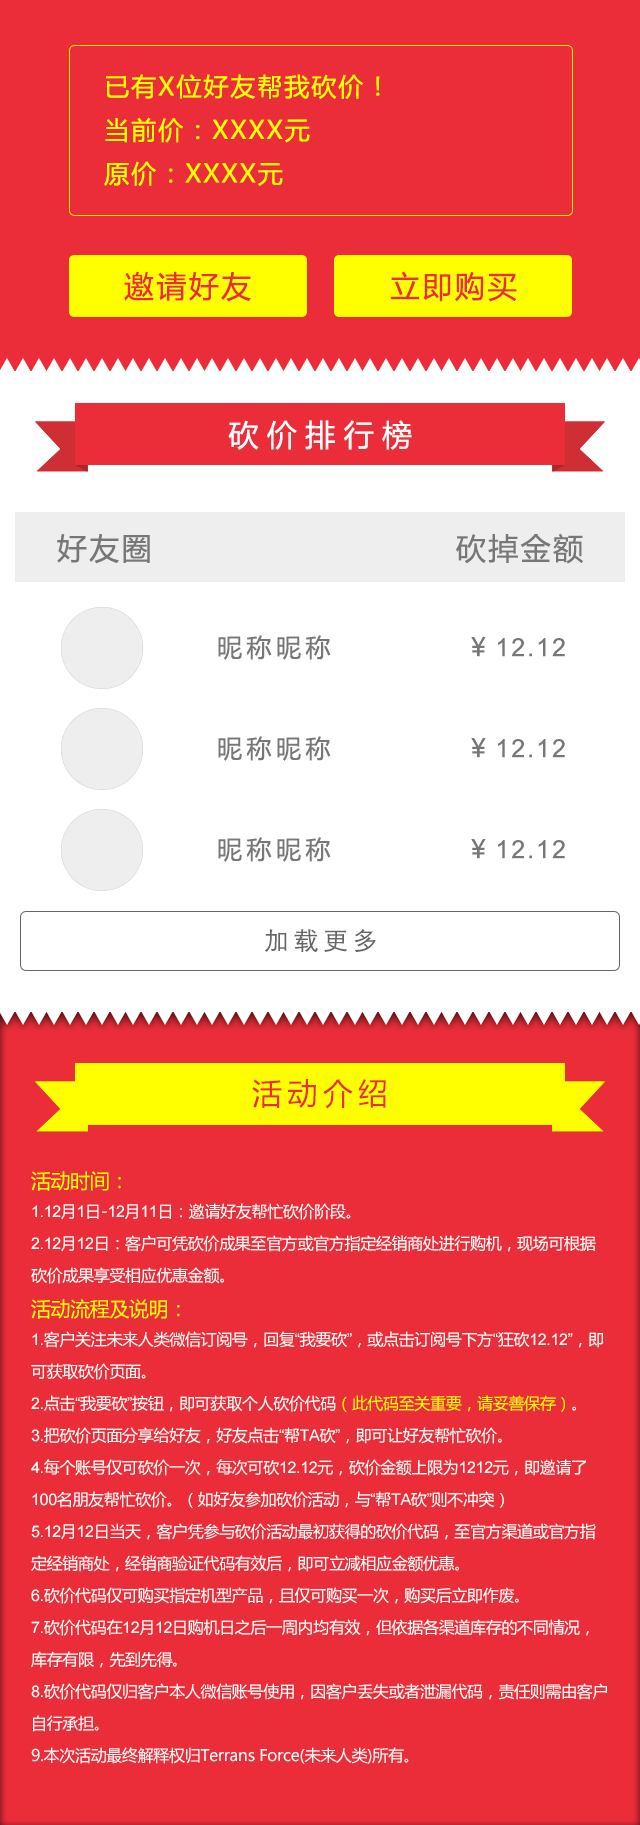 已有X位好友帮我砍价！
当前价：XXXX元
原价：XXXX元
邀请好友
立即购买
砍价排行榜
好友圈
砍掉金额
昵称昵称
¥ 12.12
昵称昵称
¥ 12.12
昵称昵称
¥ 12.12
加载更多
活动介绍
活动时间：
1.12月1日-12月11日：邀请好友帮忙砍价阶段。
2.12月12日：客户可凭砍价成果至官方或官方指定经销商处进行购机，现场可根据
砍价成果享受相应优惠金额。
活动流程及说明：
1.客户关注未来人类微信订阅号，回复“我要砍”，或点击订阅号下方“狂砍12.12”，即
可获取砍价页面。
2.点击“我要砍”按钮，即可获取个人砍价代码（此代码至关重要，请妥善保存）。
3.把砍价页面分享给好友，好友点击“帮TA砍”，即可让好友帮忙砍价。
4.每个账号仅可砍价一次，每次可砍12.12元，砍价金额上限为1212元，即邀请了
100名朋友帮忙砍价。（如好友参加砍价活动，与“帮TA砍”则不冲突）
5.12月12日当天，客户凭参与砍价活动最初获得的砍价代码，至官方渠道或官方指
定经销商处，经销商验证代码有效后，即可立减相应金额优惠。
6.砍价代码仅可购买指定机型产品，且仅可购买一次，购买后立即作废。
7.砍价代码在12月12日购机日之后一周内均有效，但依据各渠道库存的不同情况，
库存有限，先到先得。
8.砍价代码仅归客户本人微信账号使用，因客户丢失或者泄漏代码，责任则需由客户
自行承担。
9.本次活动最终解释权归Terrans Force(未来人类)所有。